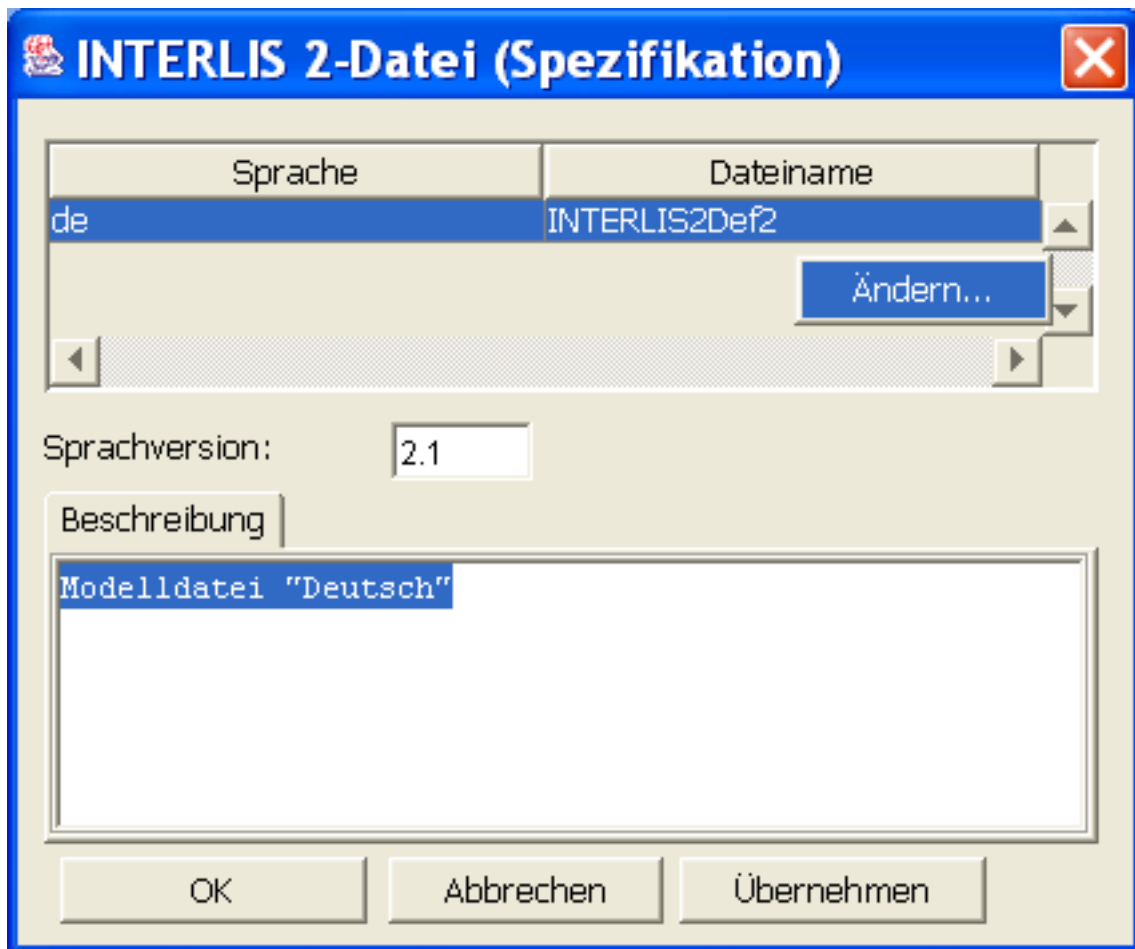 INTERLIS 2-Datei (Spezifikation)
Sprache Dateiname
de INTERLIS2Def2
Ändern...
Sprachversion: 2.1
Beschreibung
Modelldatei "Deutsch"
OK Abbrechen Übernehmen